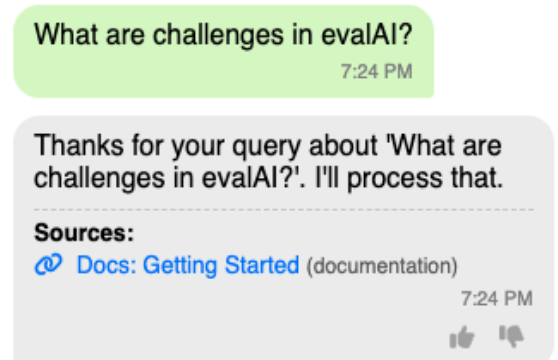 What are challenges in evalAI?
7:24 PM
Thanks for your query about 'What are
challenges in evalAI?'. I'll process that.
Sources:
Docs: Getting Started (documentation)
7:24 PM